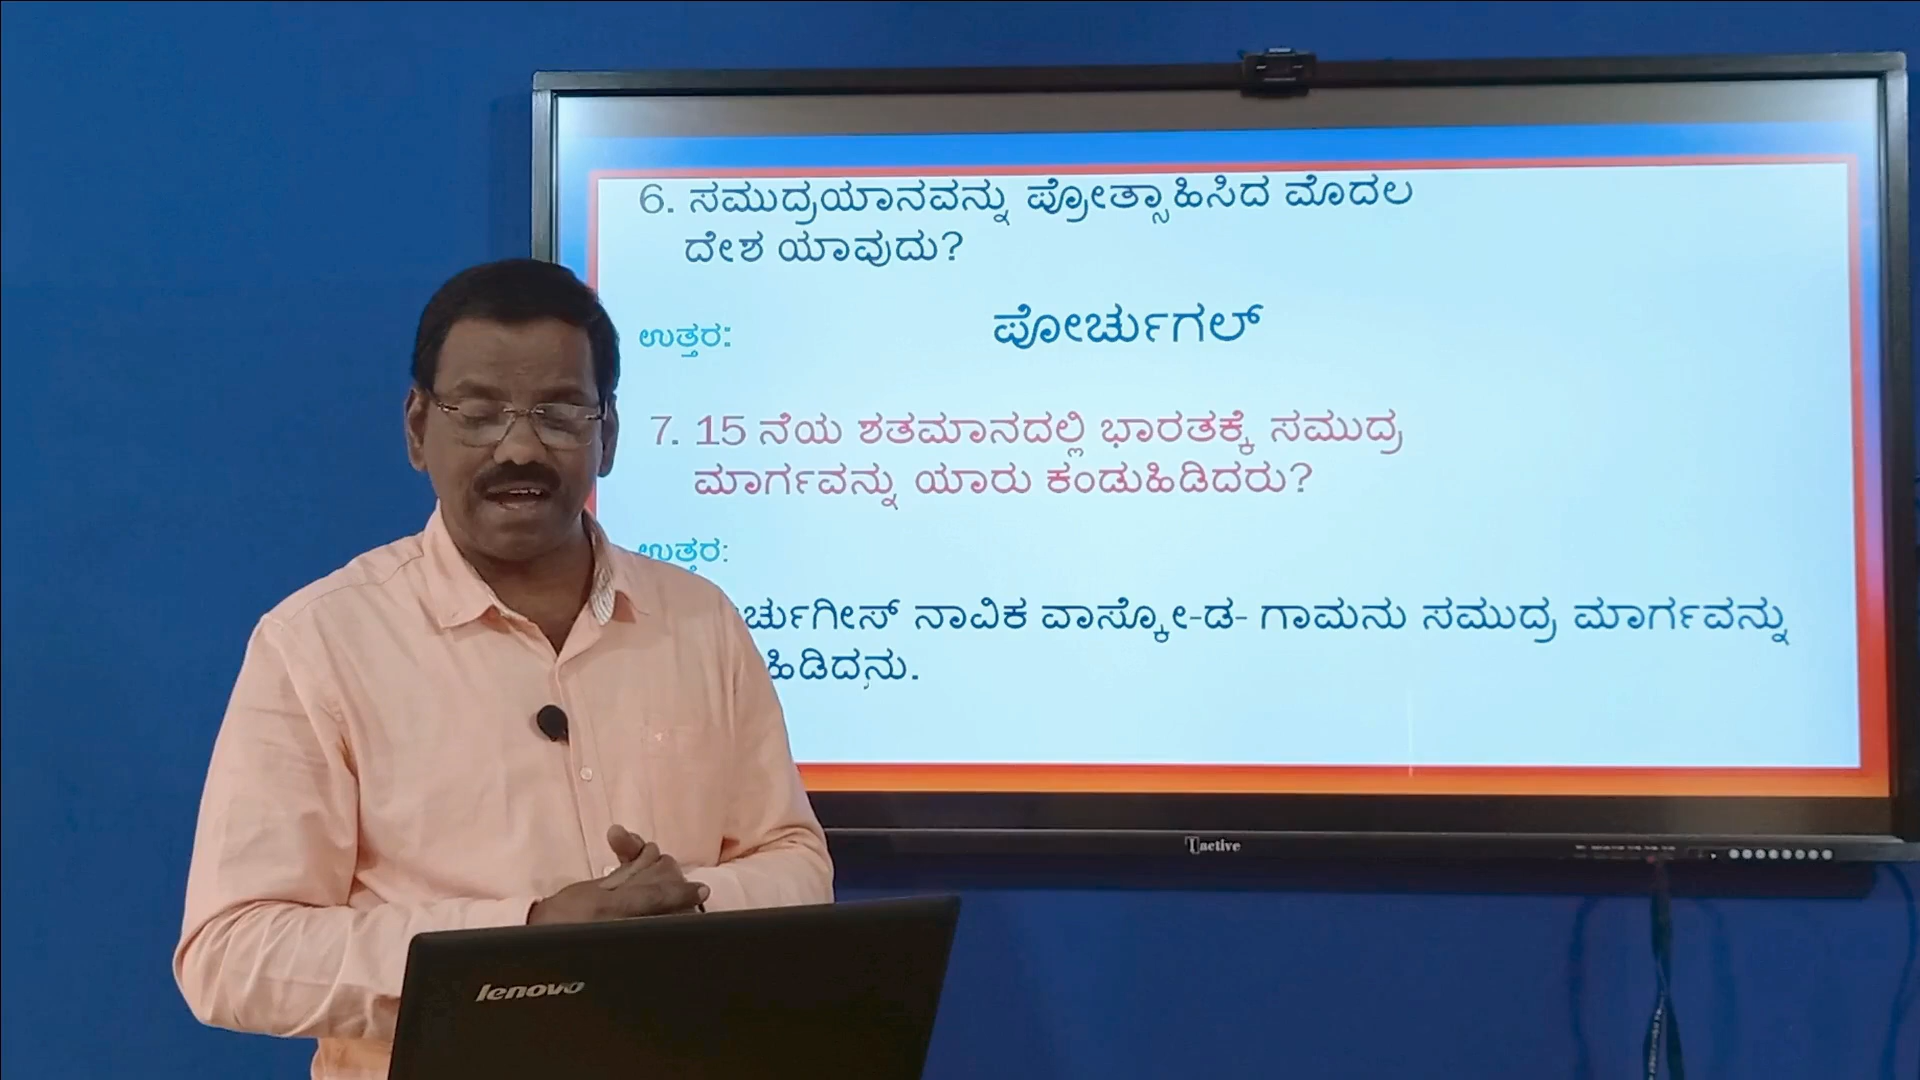 6. ಸಮುದ್ರಯಾನವನ್ನು ಪ್ರೋತ್ಸಾಹಿಸಿದ ಮೊದಲ
ದೇಶ ಯಾವುದು?
ಉತ್ತರ: ಪೋರ್ಚುಗಲ್
7. 15 ನೆಯ ಶತಮಾನದಲ್ಲಿ ಭಾರತಕ್ಕೆ ಸಮುದ್ರ
ಮಾರ್ಗವನ್ನು ಯಾರು ಕಂಡುಹಿಡಿದರು?
ಉತ್ತರ:
ರ್ಚುಗೀಸ್ ನಾವಿಕ ವಾಸ್ಕೋ-ಡ- ಗಾಮನು ಸಮುದ್ರ ಮಾರ್ಗವನ್ನು
ಹಿಡಿದನು.
Tactive
lenovo